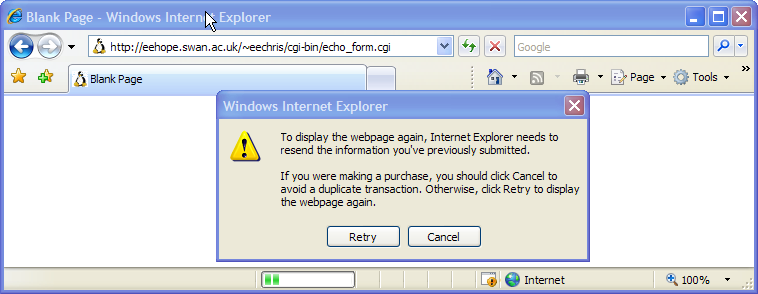 Blank Page - Windows Internet Explorer
http://eehope.swan.ac.uk/~eechris/cgi-bin/echo_form.cgi
Google
Blank Page
Page
Tools
»
Windows Internet Explorer
To display the webpage again, Internet Explorer needs to
resend the information you've previously submitted.
If you were making a purchase, you should click Cancel to
avoid a duplicate transaction. Otherwise, click Retry to display
the webpage again.
Retry
Cancel
Internet
100%